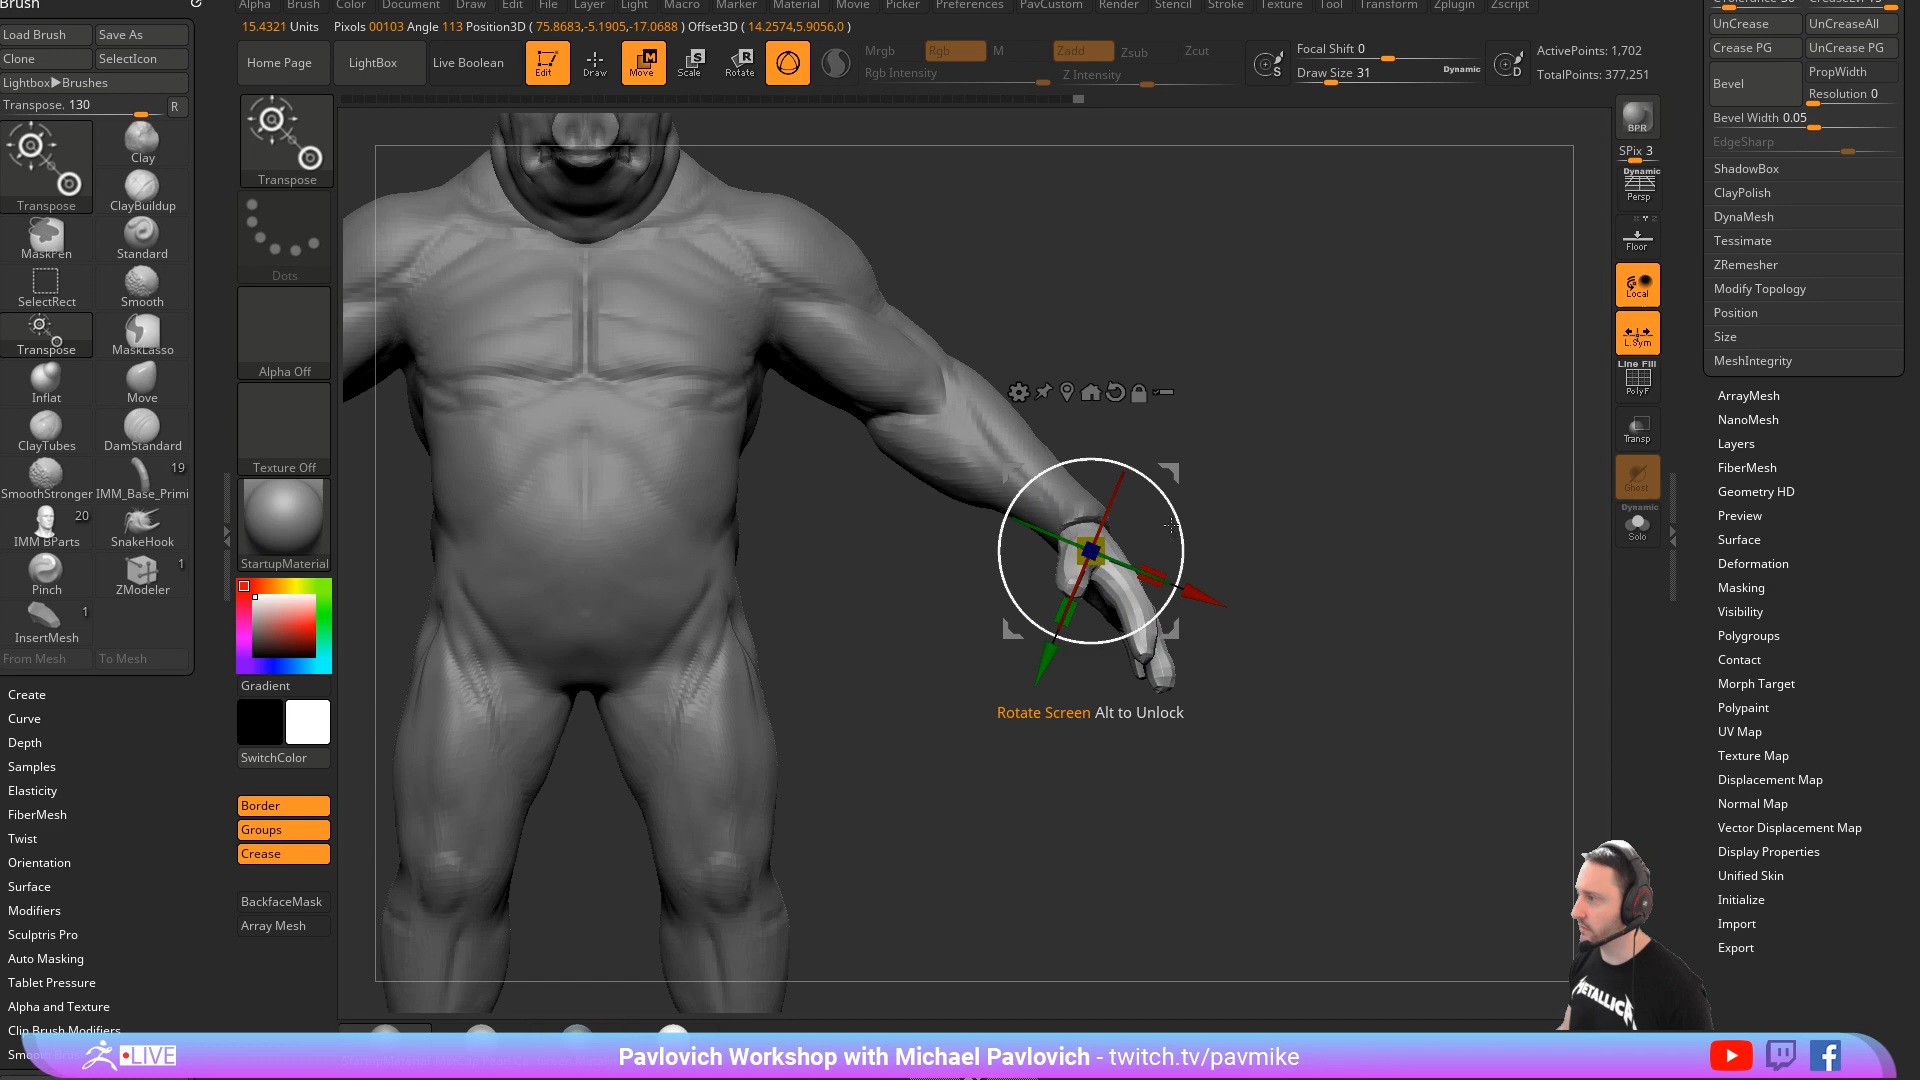 Brush
Alpha Brush Color Document Draw Edit File Layer Light Macro Marker Material Movie Picker Preferences PavCustom Render Stencil Stroke Texture Tool Transform Zplugin Zscript
15.4321 Units Pixols 00103 Angle 113 Position3D ( 75.8683,-5.1905,-17.0688 ) Offset3D ( 14.2574,5.9056,0 )
Load Brush Save As
Clone SelectIcon
Lightbox▶Brushes
Transpose. 130 R
Home Page LightBox Live Boolean Edit Draw Move Scale Rotate
Mrgb Rgb M Zadd Zsub Zcut
Rgb Intensity Z Intensity
Focal Shift 0
Draw Size 31 Dynamic
ActivePoints: 1,702
TotalPoints: 377,251
Transpose
Clay
ClayBuildup
MaskPen
Standard
SelectRect
Smooth
Transpose
MaskLasso
Inflat
Move
ClayTubes
DamStandard
SmoothStronger
19
IMM_Base_Primi
20
IMM BParts
SnakeHook
Pinch
1
ZModeler
1
InsertMesh
From Mesh To Mesh
Create
Curve
Depth
Samples
Elasticity
FiberMesh
Twist
Orientation
Surface
Modifiers
Sculptris Pro
Auto Masking
Tablet Pressure
Alpha and Texture
Clip Brush Modifiers
Transpose
Dots
Alpha Off
Texture Off
StartupMaterial
Gradient
SwitchColor
Border
Groups
Crease
BackfaceMask
Array Mesh
Rotate Screen Alt to Unlock
BPR
SPix 3
Dynamic
Persp
Floor
Local
L.Sym
Line Fill
PolyF
Transp
Ghost
Dynamic
Solo
UnCrease UnCreaseAll
Crease PG UnCrease PG
Bevel
PropWidth
Resolution 0
Bevel Width 0.05
EdgeSharp
ShadowBox
ClayPolish
DynaMesh
Tessimate
ZRemesher
Modify Topology
Position
Size
MeshIntegrity
ArrayMesh
NanoMesh
Layers
FiberMesh
Geometry HD
Preview
Surface
Deformation
Masking
Visibility
Polygroups
Contact
Morph Target
Polypaint
UV Map
Texture Map
Displacement Map
Normal Map
Vector Displacement Map
Display Properties
Unified Skin
Initialize
Import
Export
METALLICA
LIVE
Pavlovich Workshop with Michael Pavlovich - twitch.tv/pavmike